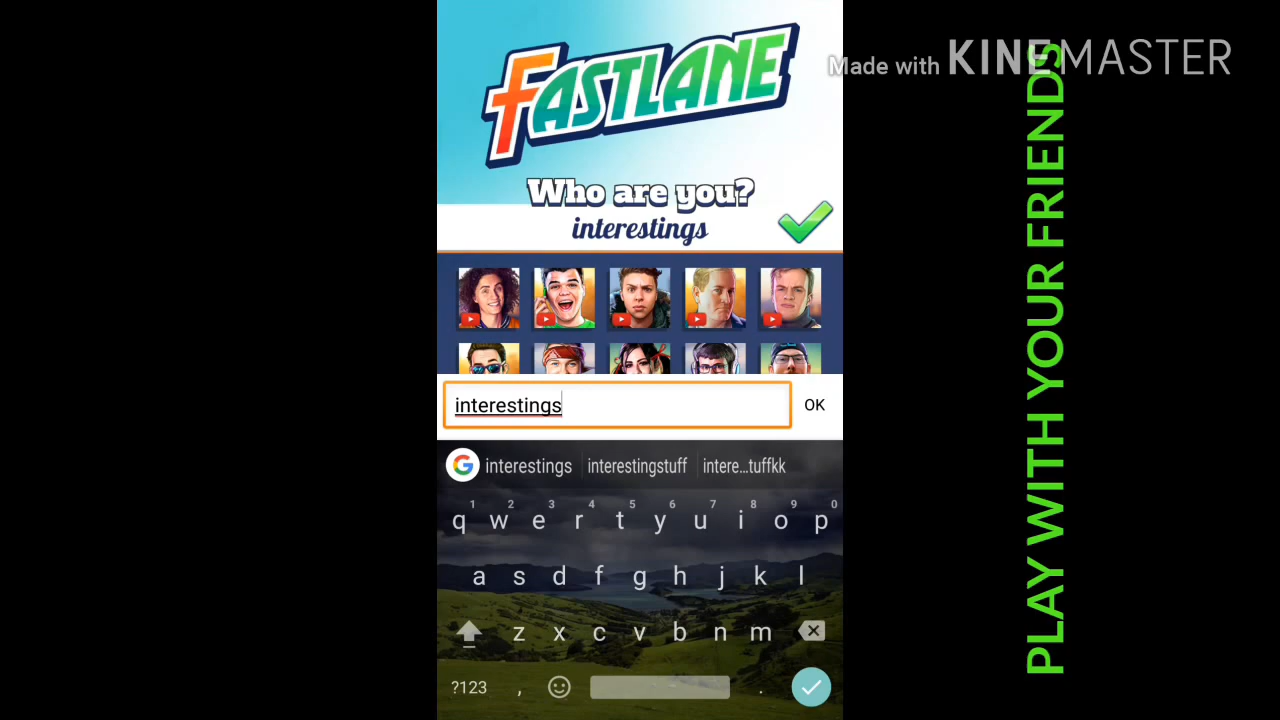 FASTLANE
Made with KINEMASTER
Who are you?
interestings
interestings OK
interestings interestingstuff intere...tuffkk
1 2 3 4 5 6 7 8 9 0
q w e r t y u i o p
a s d f g h j k l
z x c v b n m
?123 , .
PLAY WITH YOUR FRIENDS